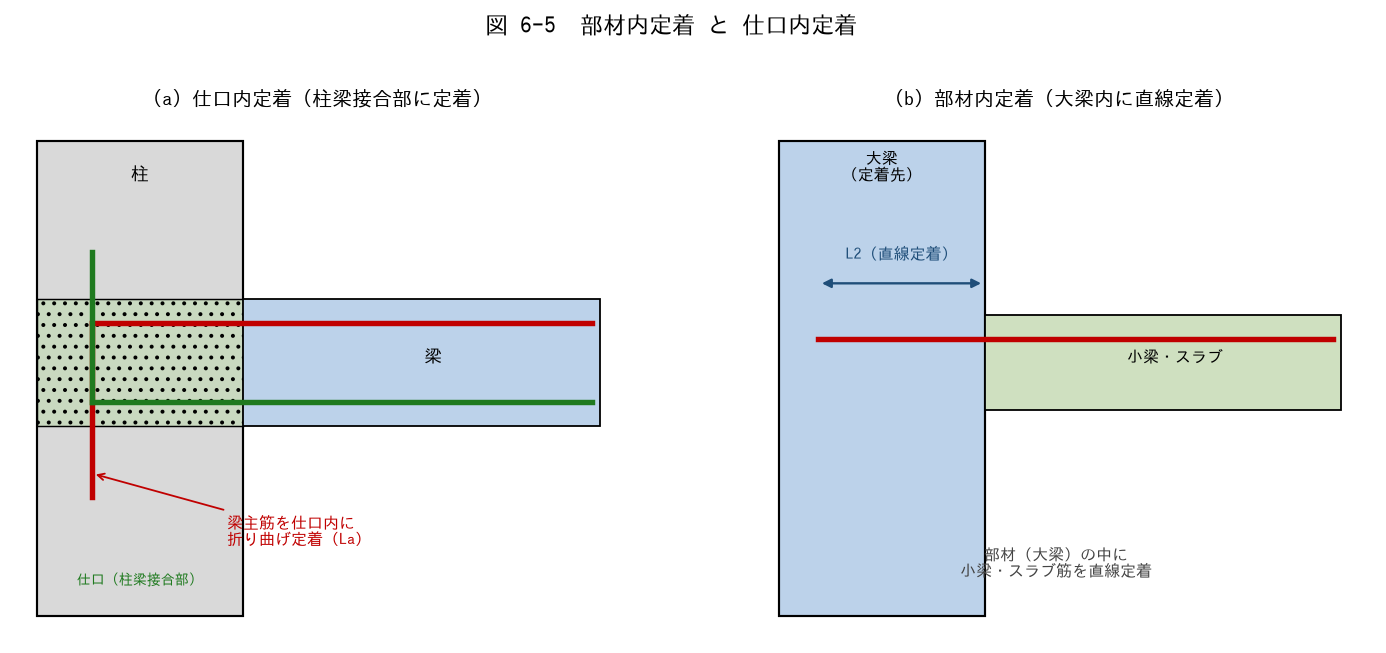 図 6-5　部材内定着 と 仕口内定着
(a) 仕口内定着（柱梁接合部に定着）
柱
梁
梁主筋を仕口内に
折り曲げ定着（La）
仕口（柱梁接合部）
(b) 部材内定着（大梁内に直線定着）
大梁
（定着先）
L2（直線定着）
小梁・スラブ
部材（大梁）の中に
小梁・スラブ筋を直線定着